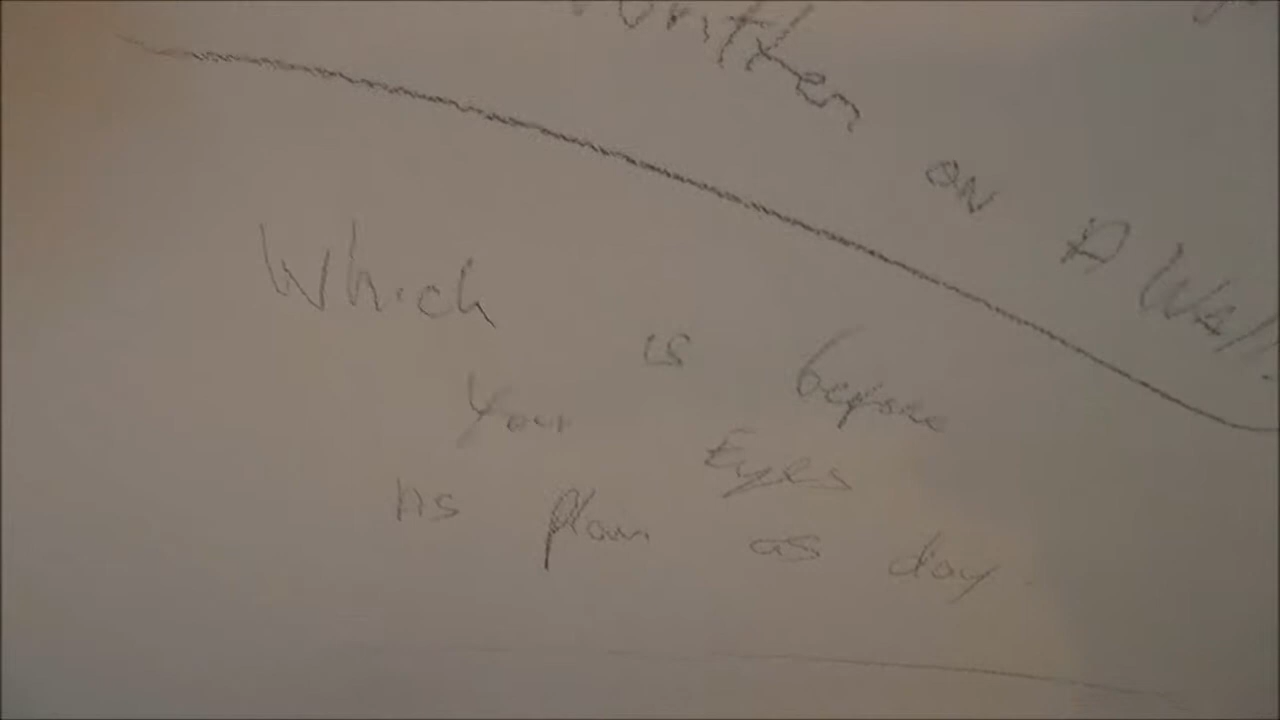 Written on A Wall
Which is before
your Eyes
As plain as day